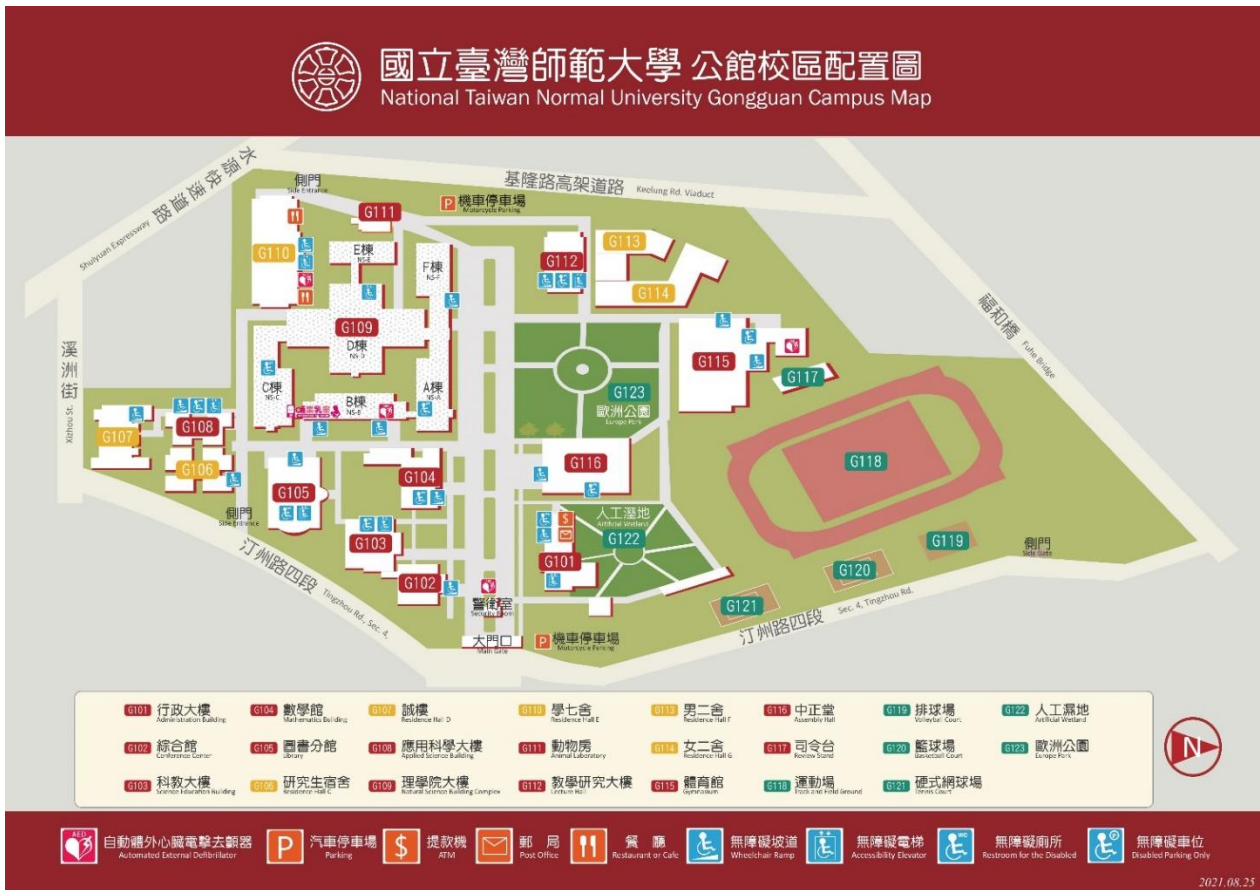 國立臺灣師範大學 公館校區配置圖
National Taiwan Normal University Gongguan Campus Map
水源快速道路
Shuiyuan Expressway
側門
Side Entrance
基隆路高架道路 Keelung Rd. Viaduct
P 機車停車場
Motorcycle Parking
G111
G110
E棟
NS-E
F棟
NS-F
G112
G113
G114
福和橋 Fuhe Bridge
G109
D棟
NS-D
G115
G117
溪洲街
Xizhou St.
C棟
NS-C
B棟
NS-B
A棟
NS-A
G123
歐洲公園
Europe Park
G107
G108
G106
G105
G104
G116
G118
側門
Side Entrance
人工溼地
Artificial Wetland
G122
G103
G102
G101
G119
G120
G121
側門
Side Gate
汀州路四段 Tingzhou Rd., Sec. 4,
警衛室
Security Room
大門口
Main Gate
P 機車停車場
Motorcycle Parking
汀州路四段 Sec. 4, Tingzhou Rd.
G101 行政大樓 Administration Building
G104 數學館 Mathematics Building
G107 誠樓 Residence Hall D
G110 學七舍 Residence Hall E
G113 男二舍 Residence Hall F
G116 中正堂 Assembly Hall
G119 排球場 Volleyball Court
G122 人工濕地 Artificial Wetland
G102 綜合館 Conference Center
G105 圖書分館 Library
G108 應用科學大樓 Applied Science Building
G111 動物房 Animal Laboratory
G114 女二舍 Residence Hall G
G117 司令台 Review Stand
G120 籃球場 Basketball Court
G123 歐洲公園 Europe Park
G103 科教大樓 Science Education Building
G106 研究生宿舍 Residence Hall C
G109 理學院大樓 Natural Science Building Complex
G112 教學研究大樓 Lecture Hall
G115 體育館 Gymnasium
G118 運動場 Track and Field Ground
G121 硬式網球場 Tennis Court
N
AED 自動體外心臟電擊去顫器 Automated External Defibrillator
P 汽車停車場 Parking
$ 提款機 ATM
郵局 Post Office
餐廳 Restaurant or Cafe
無障礙坡道 Wheelchair Ramp
無障礙電梯 Accessibility Elevator
WC 無障礙廁所 Restroom for the Disabled
P 無障礙車位 Disabled Parking Only
2021.08.25